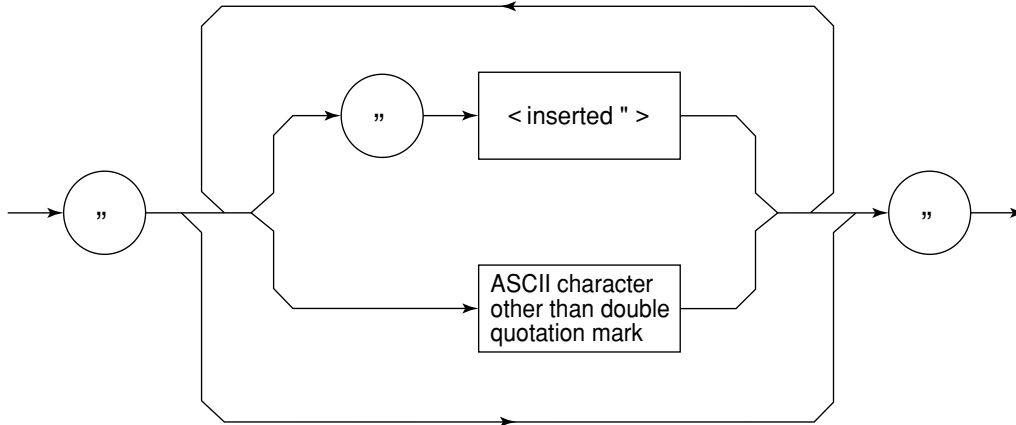 ”
< inserted " >
”
”
ASCII character
other than double
quotation mark